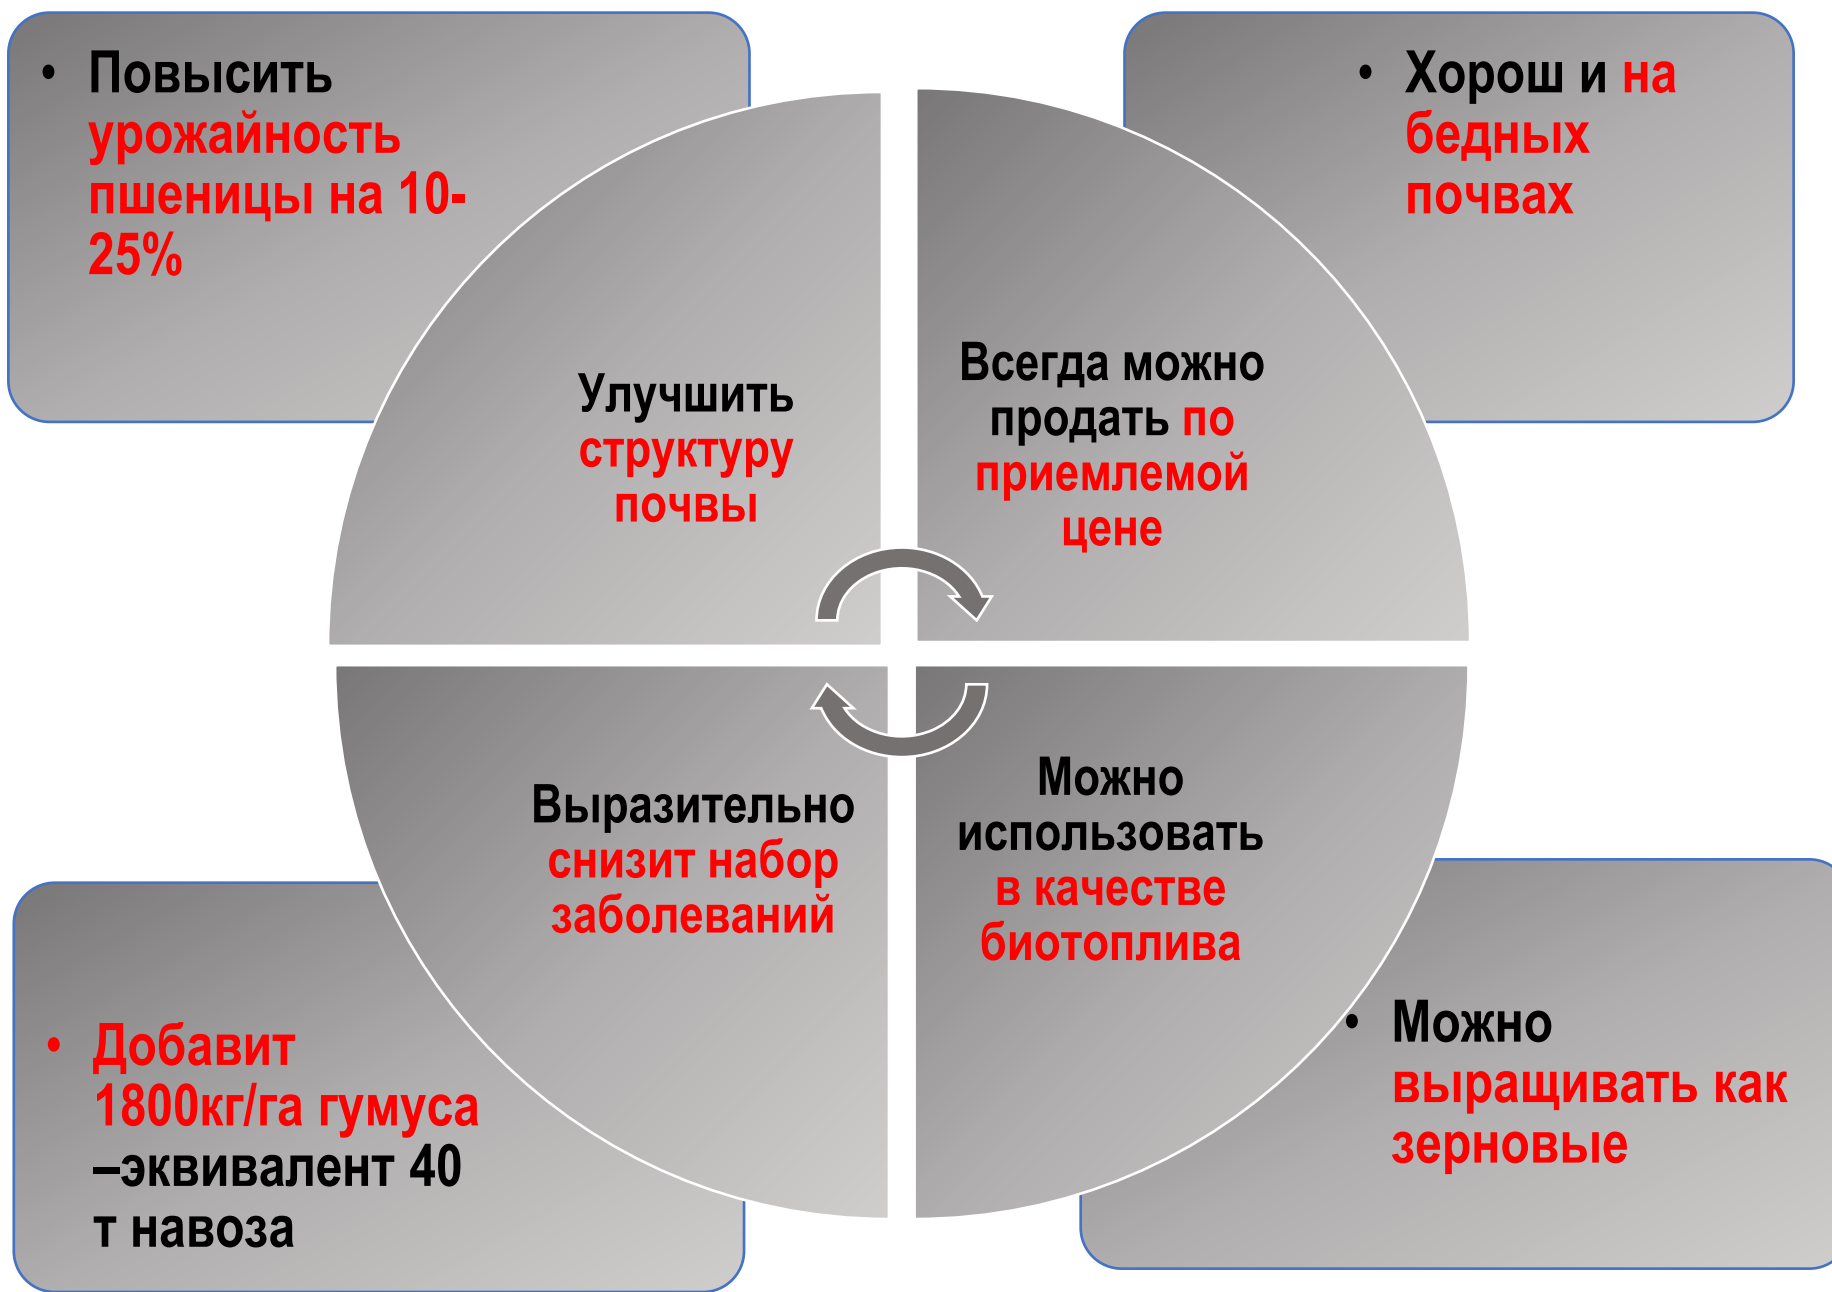 Повысить
урожайность
пшеницы на 10-
25%
Хорош и на
бедных
почвах
Улучшить
структуру
почвы
Всегда можно
продать по
приемлемой
цене
Выразительно
снизит набор
заболеваний
Можно
использовать
в качестве
биотоплива
Добавит
1800кг/га гумуса
–эквивалент 40
т навоза
Можно
выращивать как
зерновые